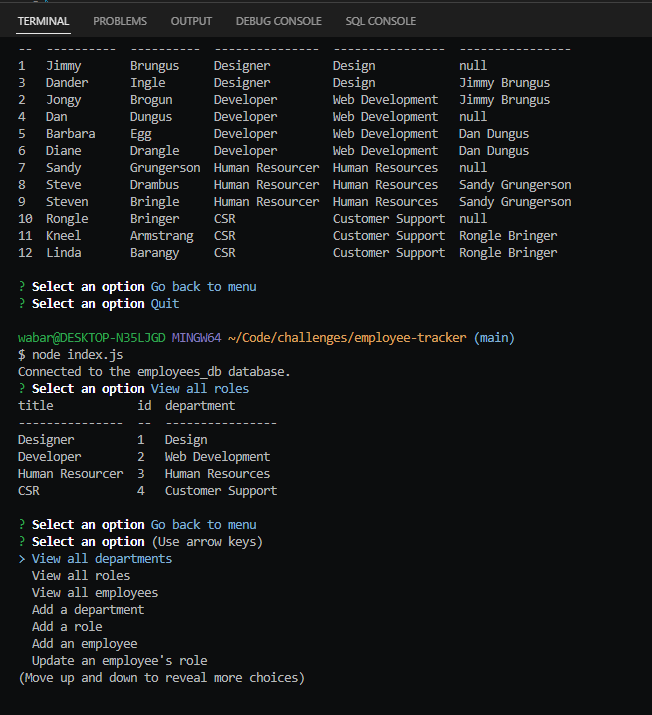 TERMINAL PROBLEMS OUTPUT DEBUG CONSOLE SQL CONSOLE
-- ---------- ---------- --------------- ---------------- ----------------
1 Jimmy Brungus Designer Design null
3 Dander Ingle Designer Design Jimmy Brungus
2 Jongy Brogun Developer Web Development Jimmy Brungus
4 Dan Dungus Developer Web Development null
5 Barbara Egg Developer Web Development Dan Dungus
6 Diane Drangle Developer Web Development Dan Dungus
7 Sandy Grungerson Human Resourcer Human Resources null
8 Steve Drambus Human Resourcer Human Resources Sandy Grungerson
9 Steven Bringle Human Resourcer Human Resources Sandy Grungerson
10 Rongle Bringer CSR Customer Support null
11 Kneel Armstrang CSR Customer Support Rongle Bringer
12 Linda Barangy CSR Customer Support Rongle Bringer
? Select an option Go back to menu
? Select an option Quit
wabar@DESKTOP-N35LJGD MINGW64 ~/Code/challenges/employee-tracker (main)
$ node index.js
Connected to the employees_db database.
? Select an option View all roles
title id department
--------------- -- ----------------
Designer 1 Design
Developer 2 Web Development
Human Resourcer 3 Human Resources
CSR 4 Customer Support
? Select an option Go back to menu
? Select an option (Use arrow keys)
> View all departments
View all roles
View all employees
Add a department
Add a role
Add an employee
Update an employee's role
(Move up and down to reveal more choices)